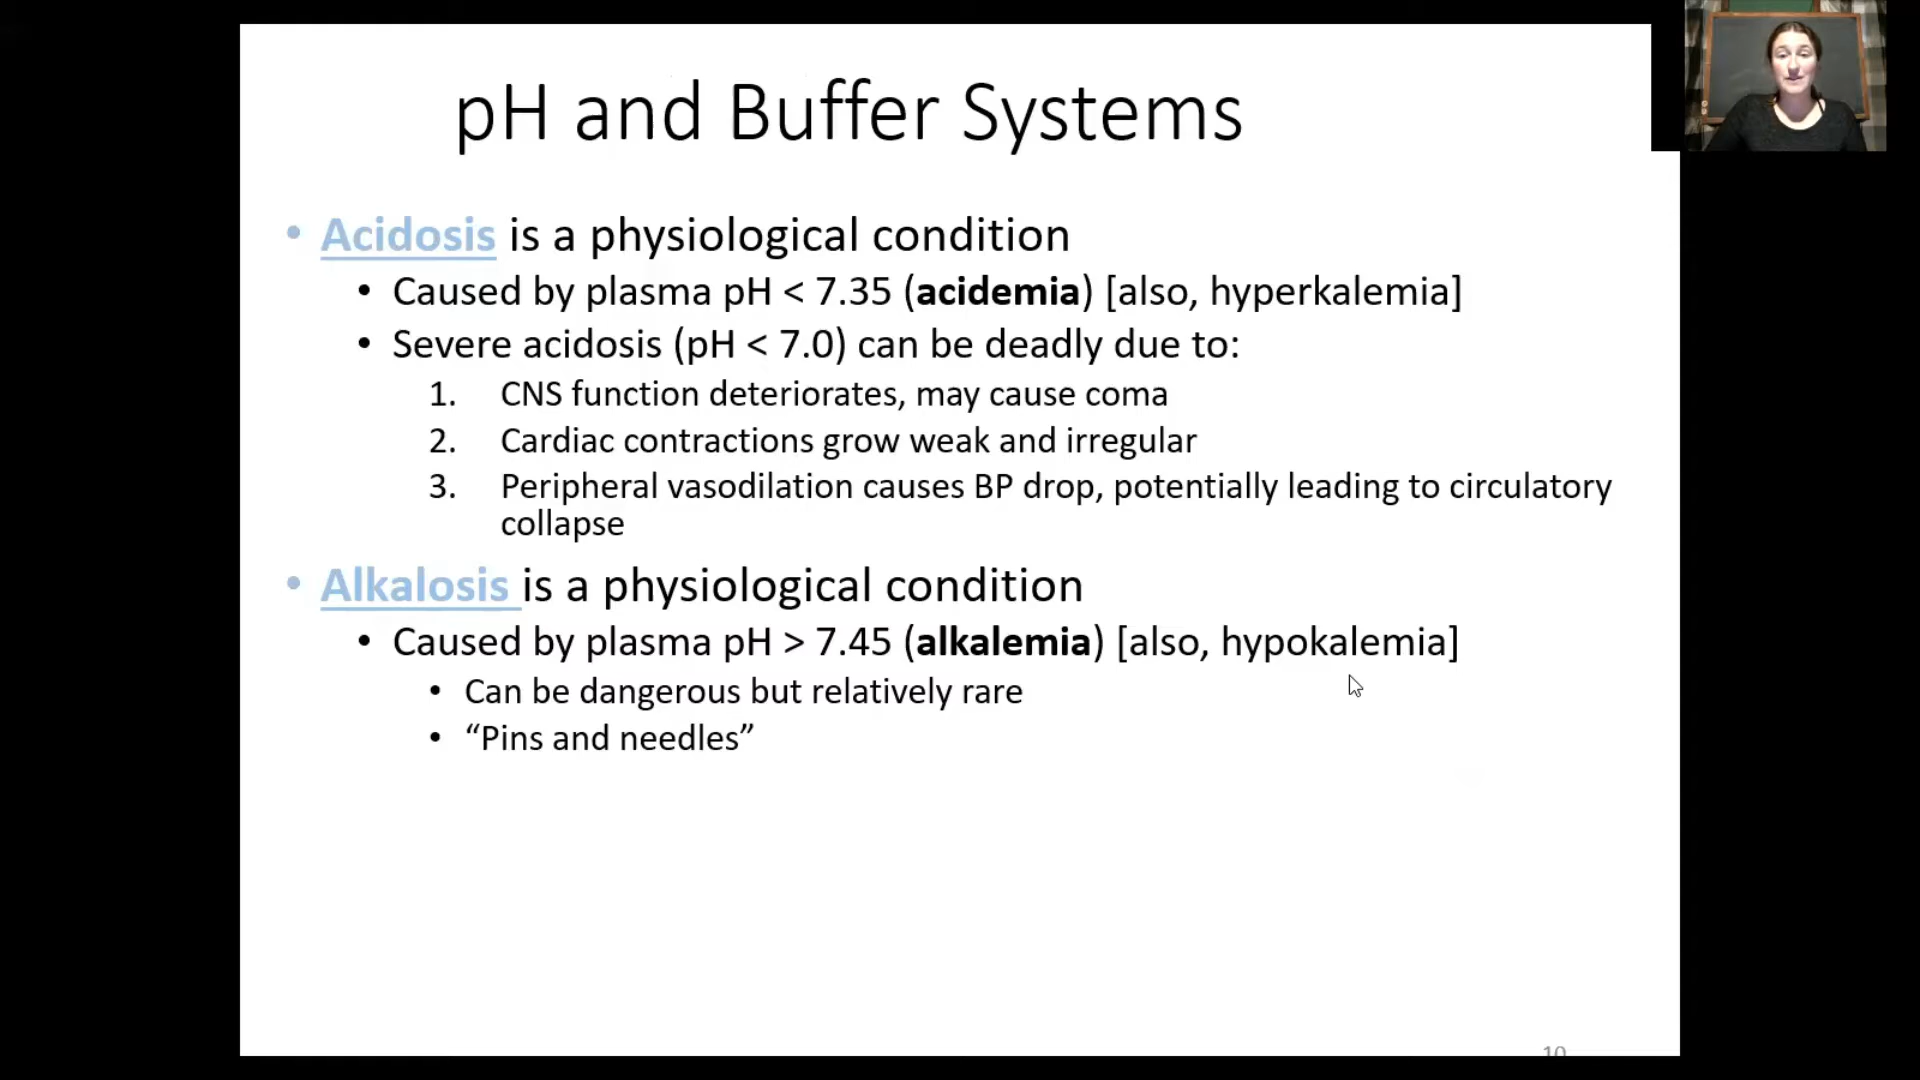 pH and Buffer Systems
• Acidosis is a physiological condition
• Caused by plasma pH < 7.35 (acidemia) [also, hyperkalemia]
• Severe acidosis (pH < 7.0) can be deadly due to:
1. CNS function deteriorates, may cause coma
2. Cardiac contractions grow weak and irregular
3. Peripheral vasodilation causes BP drop, potentially leading to circulatory
collapse
• Alkalosis is a physiological condition
• Caused by plasma pH > 7.45 (alkalemia) [also, hypokalemia]
• Can be dangerous but relatively rare
• “Pins and needles”
10